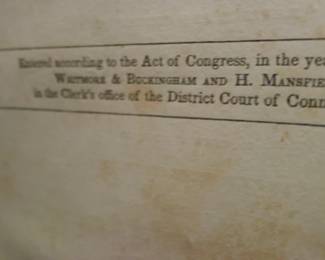 Entered according to the Act of Congress, in the yea
Whitmore & Buckingham and H. Mansfie
in the Clerk's office of the District Court of Conn